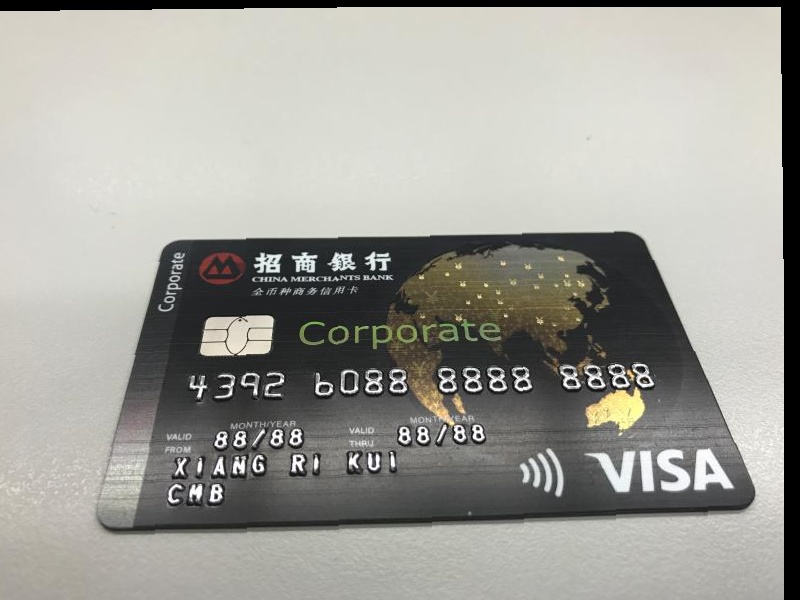 Corporate
招商銀行
CHINA MERCHANTS BANK
全币种商务信用卡
Corporate
4392 6088 8888 8888
MONTH/YEAR MONTH/YEAR
VALID FROM 88/88 VALID THRU 88/88
XIANG RI KUI
CMB
VISA